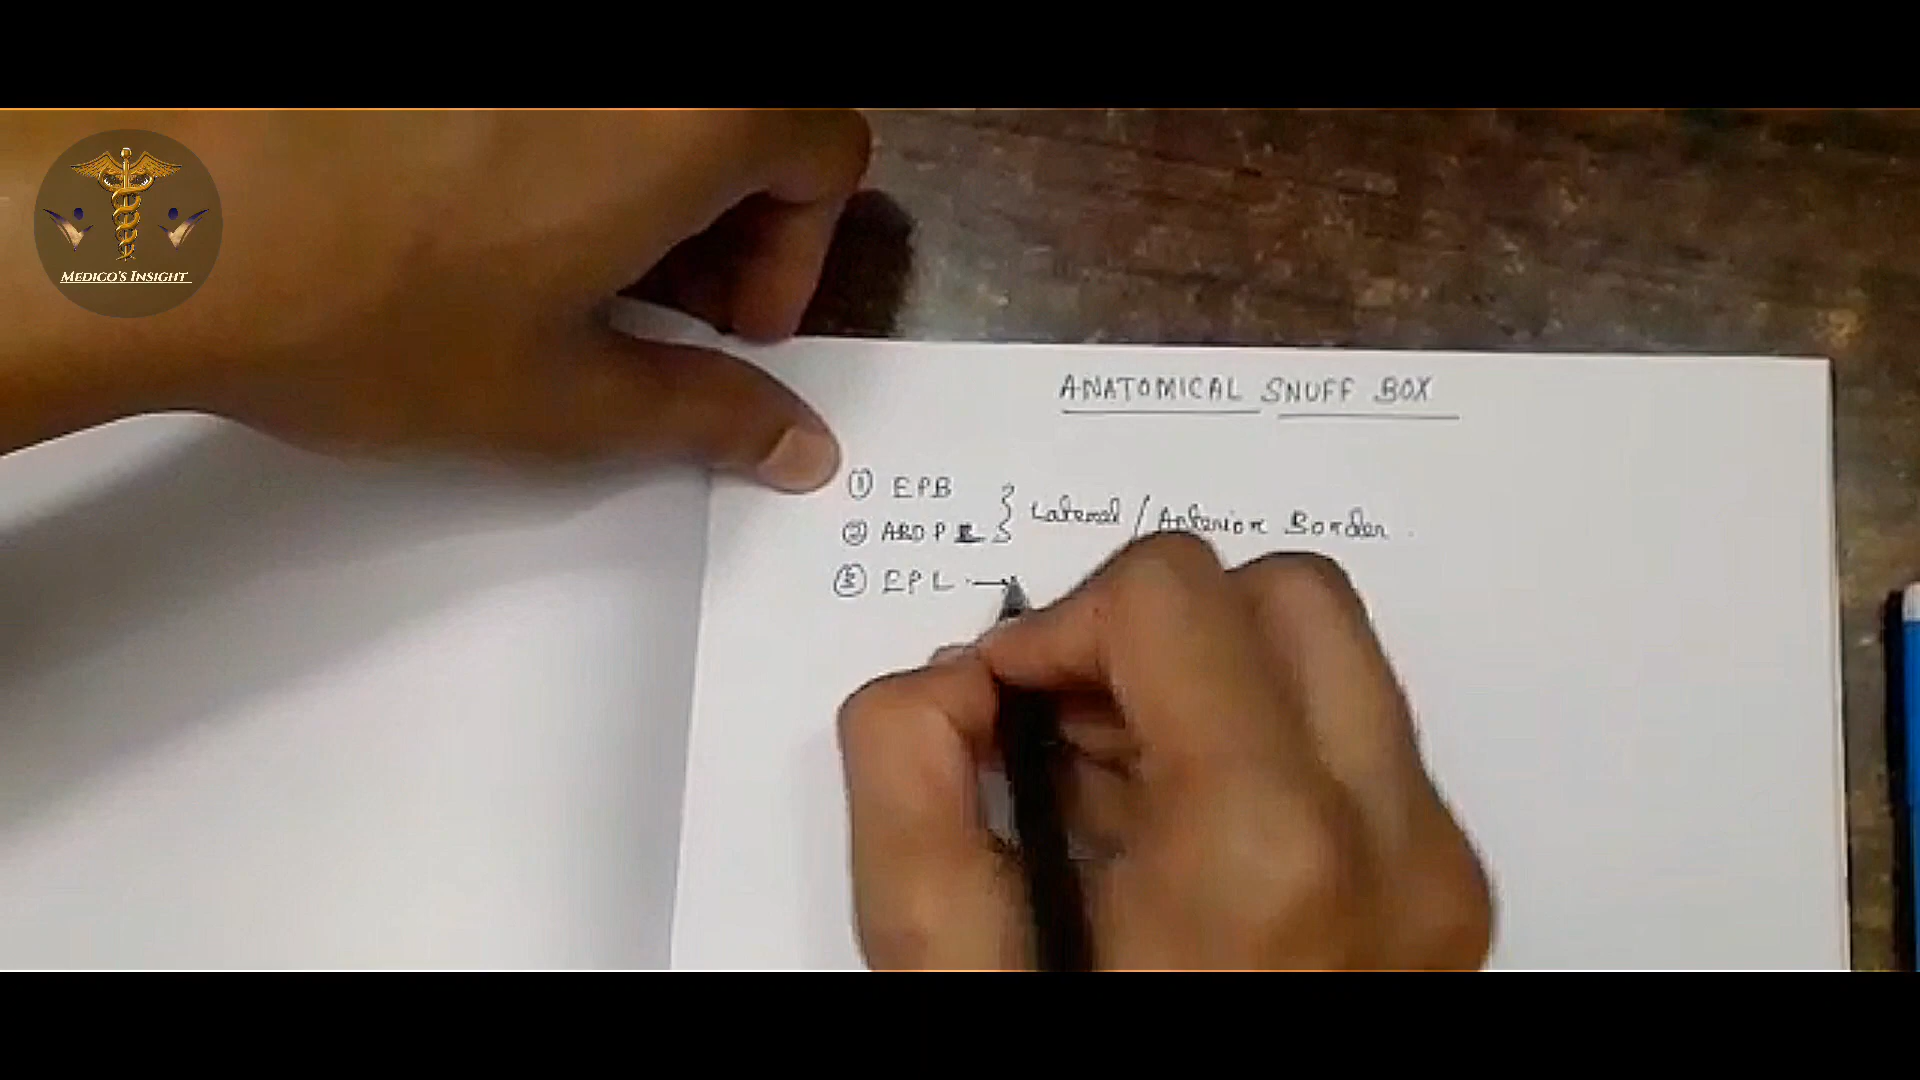 MEDICO'S INSIGHT
ANATOMICAL SNUFF BOX
① EPB
② ABD P L } Lateral / Anterior Border.
③ EPL →